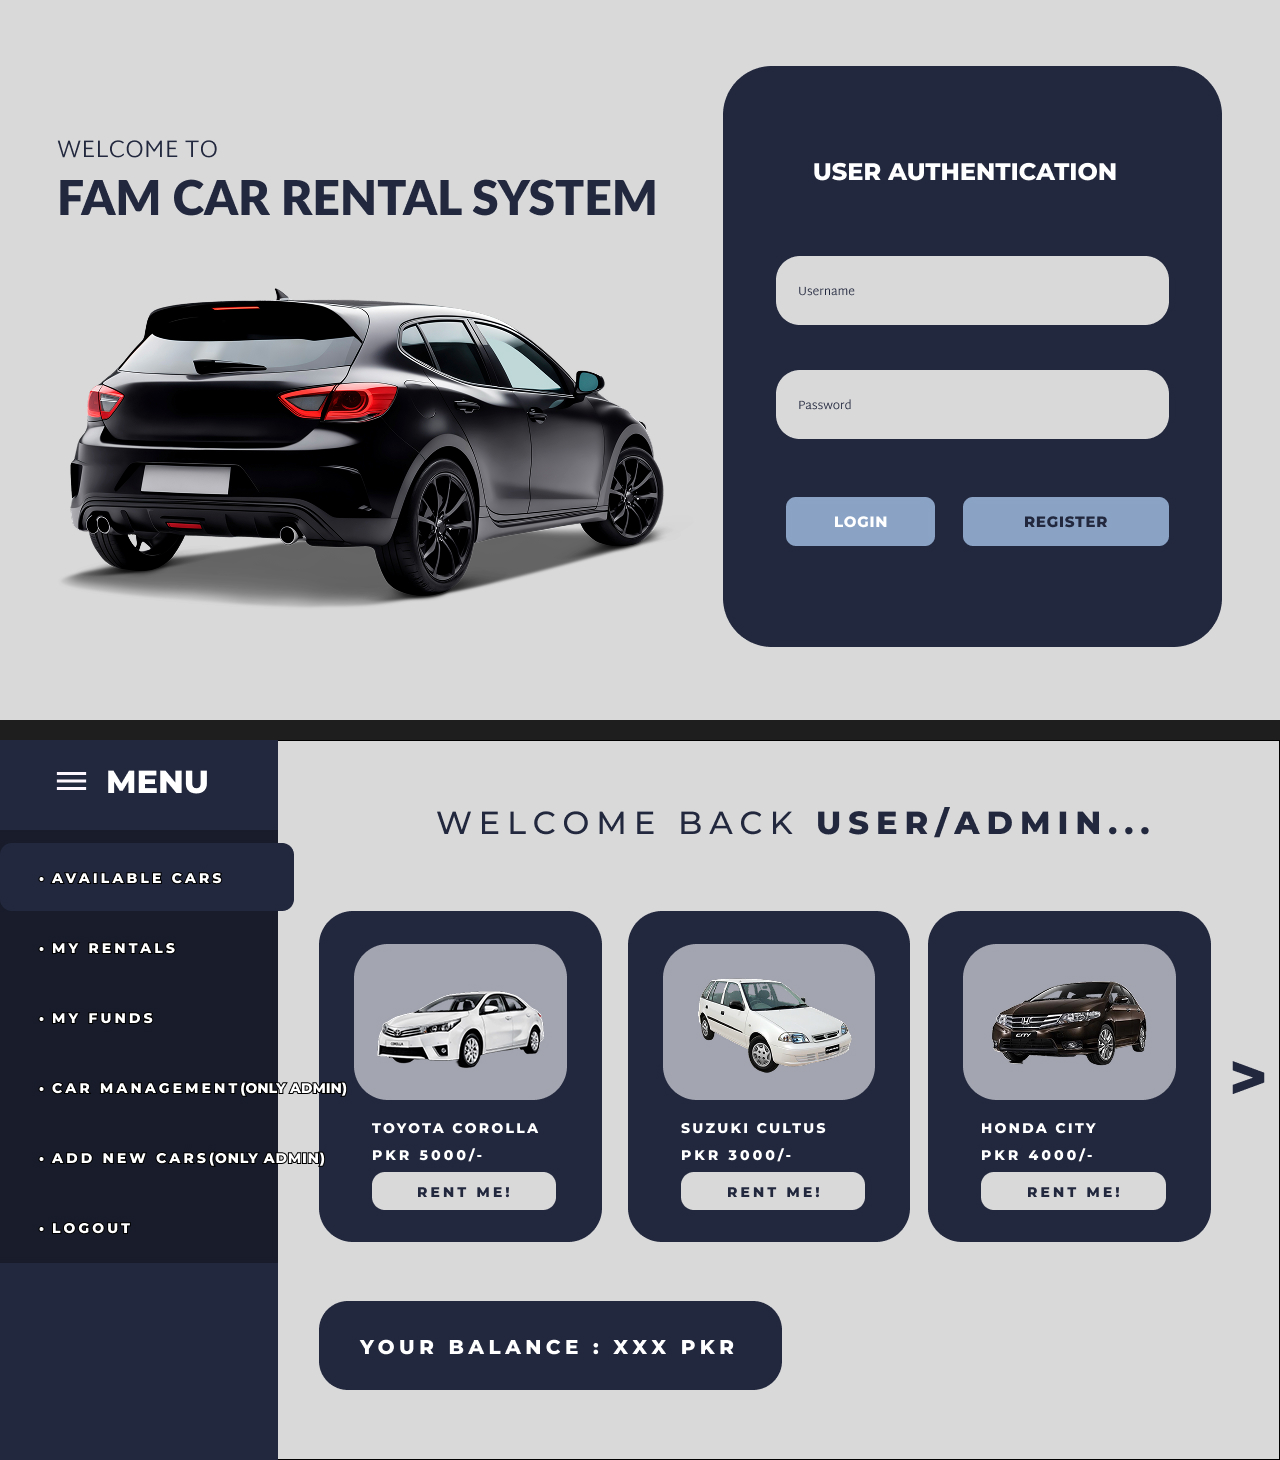 WELCOME TO
FAM CAR RENTAL SYSTEM
USER AUTHENTICATION
Username
Password
LOGIN
REGISTER
MENU
WELCOME BACK USER/ADMIN...
• AVAILABLE CARS
• MY RENTALS
• MY FUNDS
• CAR MANAGEMENT(ONLY ADMIN)
• ADD NEW CARS(ONLY ADMIN)
• LOGOUT
COROLLA
TOYOTA COROLLA
PKR 5000/-
RENT ME!
SUZUKI CULTUS
PKR 3000/-
RENT ME!
CITY
HONDA CITY
PKR 4000/-
RENT ME!
>
YOUR BALANCE : XXX PKR